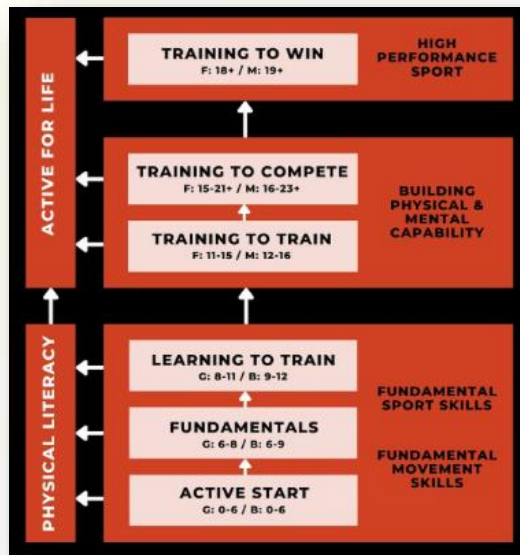 ACTIVE FOR LIFE
TRAINING TO WIN
F: 18+ / M: 19+
HIGH
PERFORMANCE
SPORT
TRAINING TO COMPETE
F: 15-21+ / M: 16-23+
TRAINING TO TRAIN
F: 11-15 / M: 12-16
BUILDING
PHYSICAL &
MENTAL
CAPABILITY
PHYSICAL LITERACY
LEARNING TO TRAIN
G: 8-11 / B: 9-12
FUNDAMENTALS
G: 6-8 / B: 6-9
ACTIVE START
G: 0-6 / B: 0-6
FUNDAMENTAL
SPORT SKILLS
FUNDAMENTAL
MOVEMENT
SKILLS